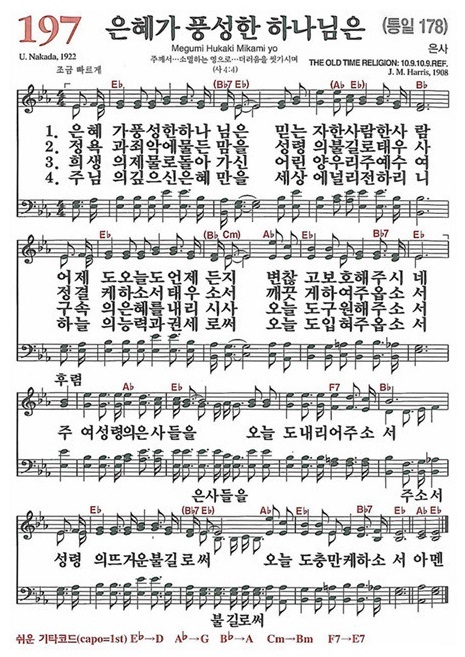 197 은혜가 풍성한 하나님은 (통일 178)
Megumi Hukaki Mikami yo
은사
U. Nakada, 1922
주께서···소멸하는 영으로···더러움을 씻기시며
THE OLD TIME RELIGION: 10.9.10.9.REF.
조금 빠르게
(사 4:4)
J. M. Harris, 1908
E♭ (B♭7 E♭) A♭ E♭
1. 은혜 가풍성한하나 님은 믿는 자한사람한사 람
2. 정욕 과죄악에물든 맘을 성령 의불길로태우 사
3. 희생 의제물로돌아 가신 어린 양우리주예수 여
4. 주님 의깊으신은혜 만을 세상 에널리전하리 니
E♭ (B♭ Cm) A♭ E♭ B♭7 E♭
어제 도오늘도언제 든지 변찮 고보호해주시 네
정결 케하소서태우 소서 깨끗 게하여주옵소 서
구속 의은혜를내리 시사 오늘 도구원해주소 서
하늘 의능력과권세 로써 오늘 도입혀주옵소 서
후렴
A♭ E♭ F7 B♭
주 여성령의은사들을 오늘 도내리어주소 서
은사들을 주소서
E♭ (B♭7 E♭) A♭ E♭ B♭7 E♭ A♭ E♭
성령 의뜨거운불길로써 오늘 도충만케하소 서 아멘
불길로써
쉬운 기타코드(capo=1st) E♭→D A♭→G B♭→A Cm→Bm F7→E7